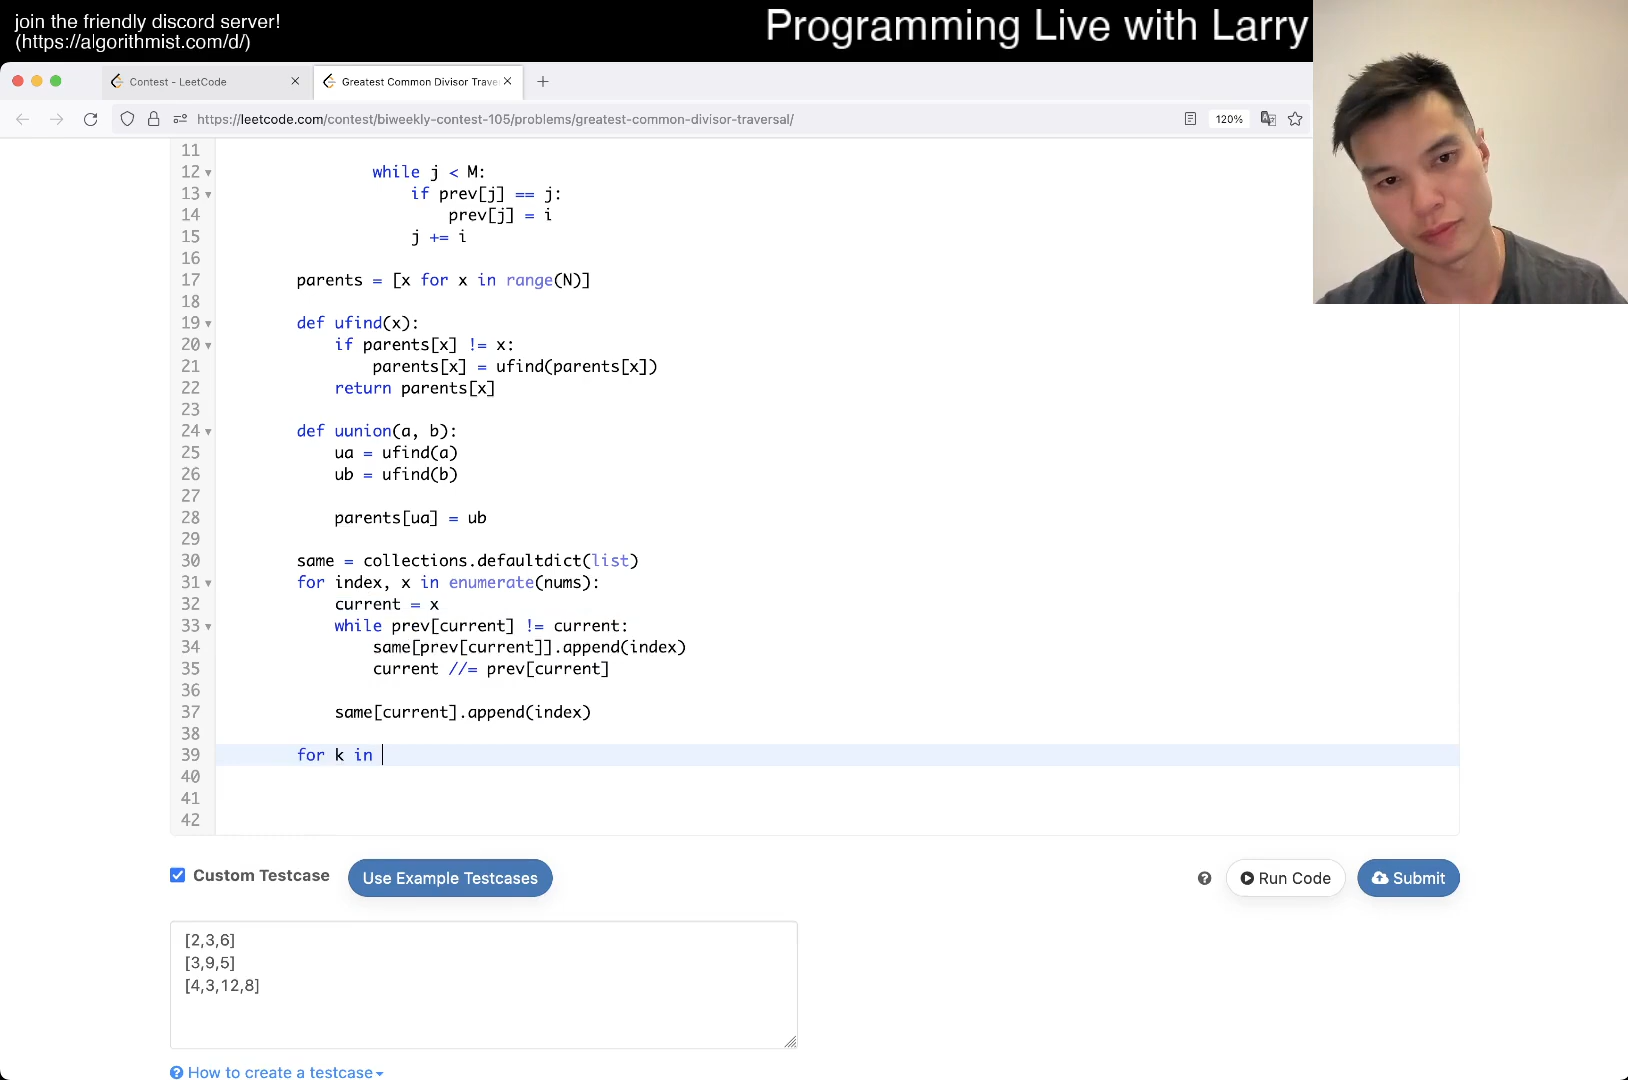 join the friendly discord server!
(https://algorithmist.com/d/)
Programming Live with Larry
Contest - LeetCode
Greatest Common Divisor Trave
https://leetcode.com/contest/biweekly-contest-105/problems/greatest-common-divisor-traversal/
120%
11
12 while j < M:
13 if prev[j] == j:
14 prev[j] = i
15 j += i
16
17 parents = [x for x in range(N)]
18
19 def ufind(x):
20 if parents[x] != x:
21 parents[x] = ufind(parents[x])
22 return parents[x]
23
24 def uunion(a, b):
25 ua = ufind(a)
26 ub = ufind(b)
27
28 parents[ua] = ub
29
30 same = collections.defaultdict(list)
31 for index, x in enumerate(nums):
32 current = x
33 while prev[current] != current:
34 same[prev[current]].append(index)
35 current //= prev[current]
36
37 same[current].append(index)
38
39 for k in
40
41
42
Custom Testcase
Use Example Testcases
Run Code
Submit
[2,3,6]
[3,9,5]
[4,3,12,8]
How to create a testcase